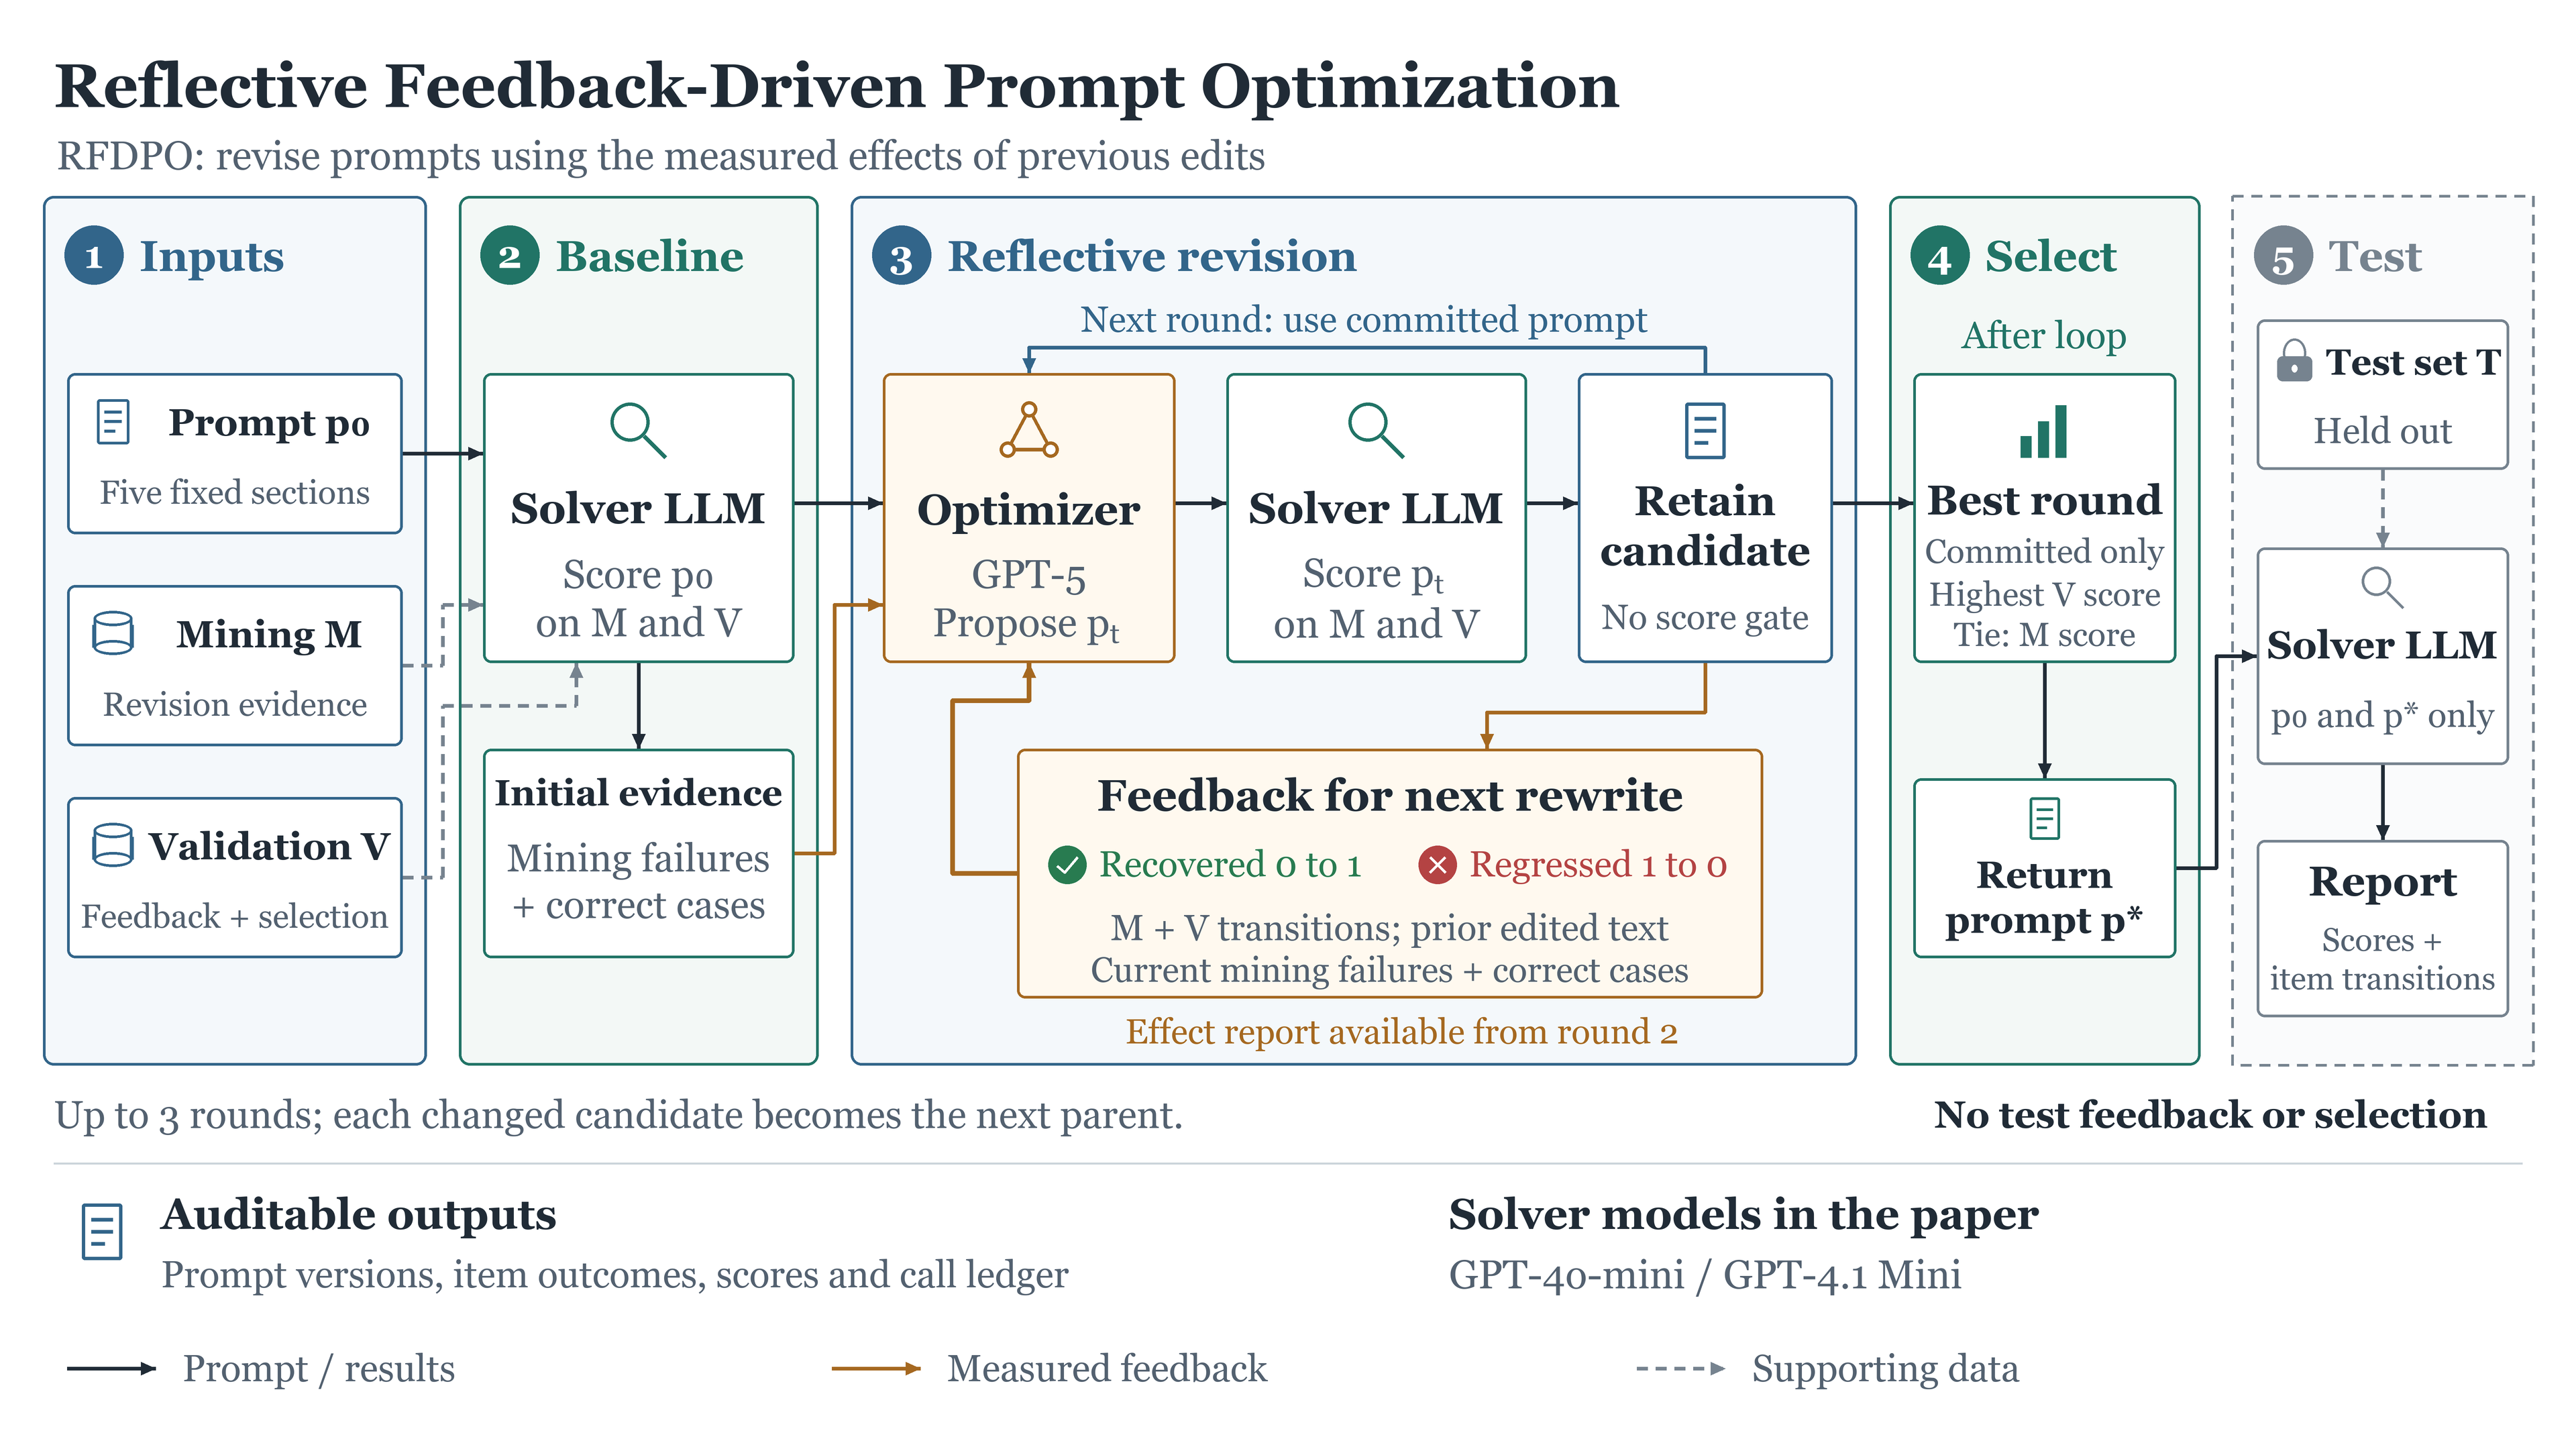 Reflective Feedback-Driven Prompt Optimization
RFDPO: revise prompts using the measured effects of previous edits
1 Inputs
Prompt p0
Five fixed sections
Mining M
Revision evidence
Validation V
Feedback + selection
2 Baseline
Solver LLM
Score p0
on M and V
Initial evidence
Mining failures
+ correct cases
3 Reflective revision
Next round: use committed prompt
Optimizer
GPT-5
Propose pt
Solver LLM
Score pt
on M and V
Retain
candidate
No score gate
Feedback for next rewrite
Recovered 0 to 1
Regressed 1 to 0
M + V transitions; prior edited text
Current mining failures + correct cases
Effect report available from round 2
4 Select
After loop
Best round
Committed only
Highest V score
Tie: M score
Return
prompt p*
5 Test
Test set T
Held out
Solver LLM
p0 and p* only
Report
Scores +
item transitions
Up to 3 rounds; each changed candidate becomes the next parent.
No test feedback or selection
Auditable outputs
Prompt versions, item outcomes, scores and call ledger
Solver models in the paper
GPT-4o-mini / GPT-4.1 Mini
Prompt / results
Measured feedback
Supporting data